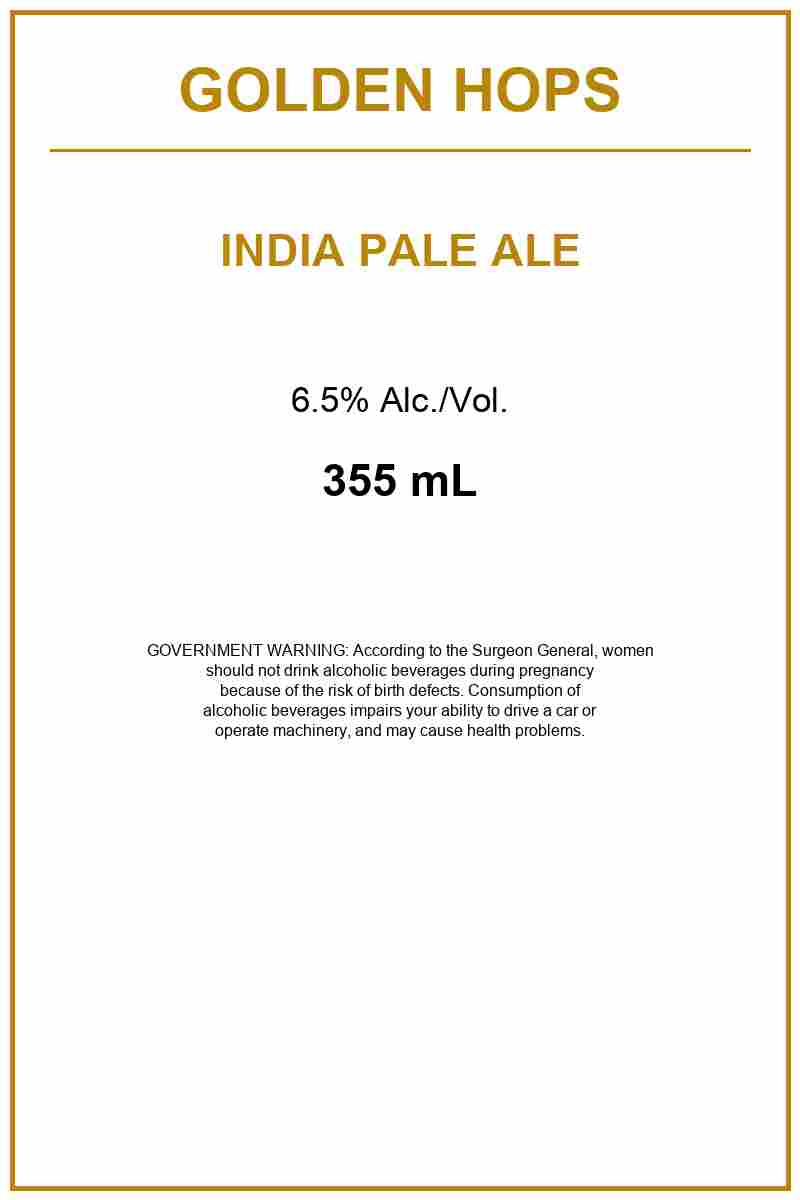 GOLDEN HOPS
INDIA PALE ALE
6.5% Alc./Vol.
355 mL
GOVERNMENT WARNING: According to the Surgeon General, women
should not drink alcoholic beverages during pregnancy
because of the risk of birth defects. Consumption of
alcoholic beverages impairs your ability to drive a car or
operate machinery, and may cause health problems.